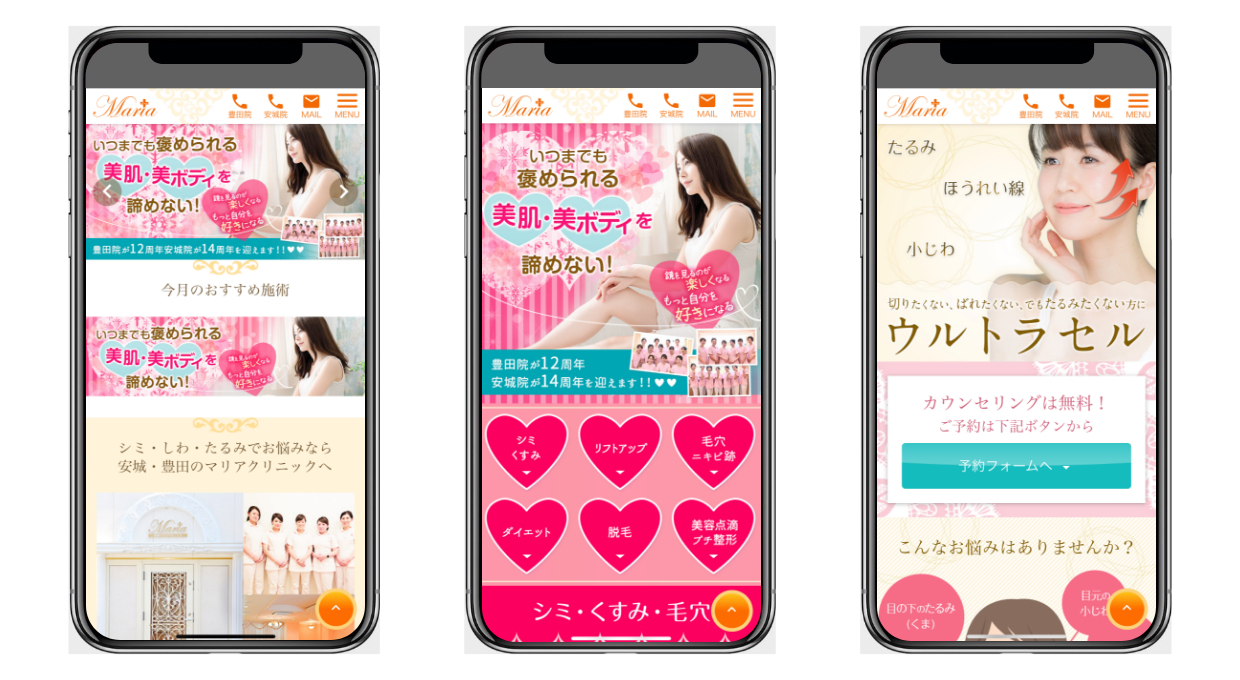 Maria
豊田院
安城院
MAIL
MENU
いつまでも褒められる
美肌・美ボディを
諦めない!
鏡を見るのが
楽しくなる
もっと自分を
好きになる
豊田院が12周年安城院が14周年を迎えます!!♥♥
今月のおすすめ施術
いつまでも褒められる
美肌・美ボディを
諦めない!
鏡を見るのが
楽しくなる
もっと自分を
好きになる
シミ・しわ・たるみでお悩みなら
安城・豊田のマリアクリニックへ
Maria
Maria
豊田院
安城院
MAIL
MENU
いつまでも
褒められる
美肌・美ボディを
諦めない!
鏡を見るのが
楽しくなる
もっと自分を
好きになる
豊田院が12周年
安城院が14周年を迎えます!!♥♥
シミ
くすみ
リフトアップ
毛穴
ニキビ跡
ダイエット
脱毛
美容点滴
プチ整形
シミ・くすみ・毛穴
Maria
豊田院
安城院
MAIL
MENU
たるみ
ほうれい線
小じわ
切りたくない、ばれたくない、でもたるみたくない方に
ウルトラセル
カウンセリングは無料!
ご予約は下記ボタンから
予約フォームへ
こんなお悩みはありませんか?
目の下のたるみ
(くま)
目元の
小じわ